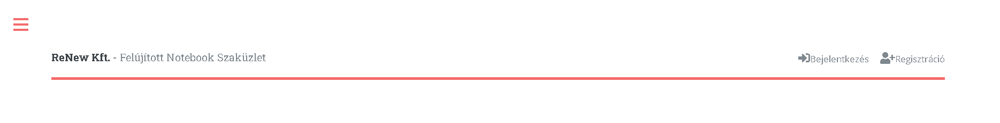 ReNew Kft. - Felújított Notebook Szaküzlet
Bejelentkezés Regisztráció